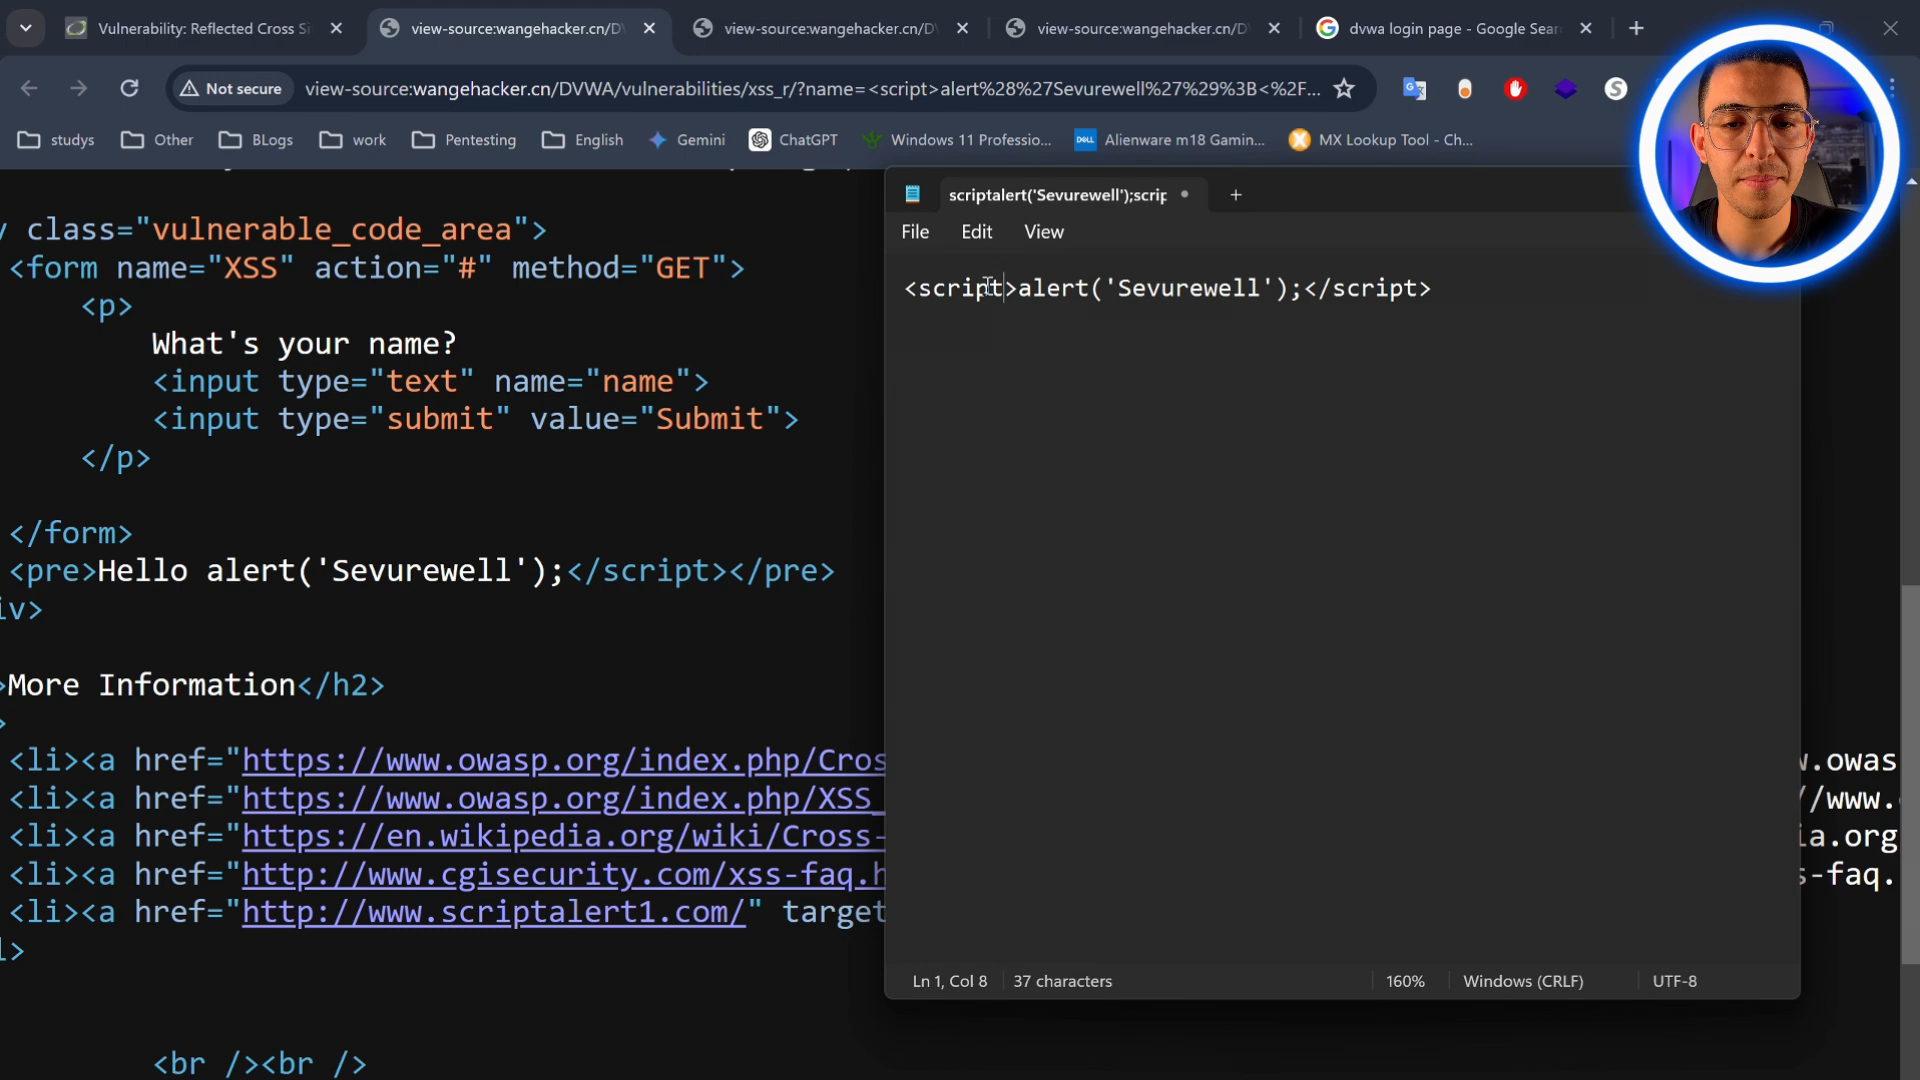 Vulnerability: Reflected Cross Si
view-source:wangehacker.cn/D
view-source:wangehacker.cn/D
view-source:wangehacker.cn/D
dvwa login page - Google Sear
Not secure
view-source:wangehacker.cn/DVWA/vulnerabilities/xss_r/?name=<script>alert%28%27Sevurewell%27%29%3B<%2F...
studys
Other
BLogs
work
Pentesting
English
Gemini
ChatGPT
Windows 11 Professio...
DELL
Alienware m18 Gamin...
MX Lookup Tool - Ch...
class="vulnerable_code_area">
<form name="XSS" action="#" method="GET">
<p>
What's your name?
<input type="text" name="name">
<input type="submit" value="Submit">
</p>
</form>
<pre>Hello alert('Sevurewell');</script></pre>
iv>
>More Information</h2>
>
<li><a href="https://www.owasp.org/index.php/Cros
<li><a href="https://www.owasp.org/index.php/XSS_
<li><a href="https://en.wikipedia.org/wiki/Cross-
<li><a href="http://www.cgisecurity.com/xss-faq.h
<li><a href="http://www.scriptalert1.com/" target
l>
<br /><br />
scriptalert('Sevurewell');scrip
File
Edit
View
<script>alert('Sevurewell');</script>
Ln 1, Col 8
37 characters
160%
Windows (CRLF)
UTF-8
w.owas
//www.
ia.org
s-faq.